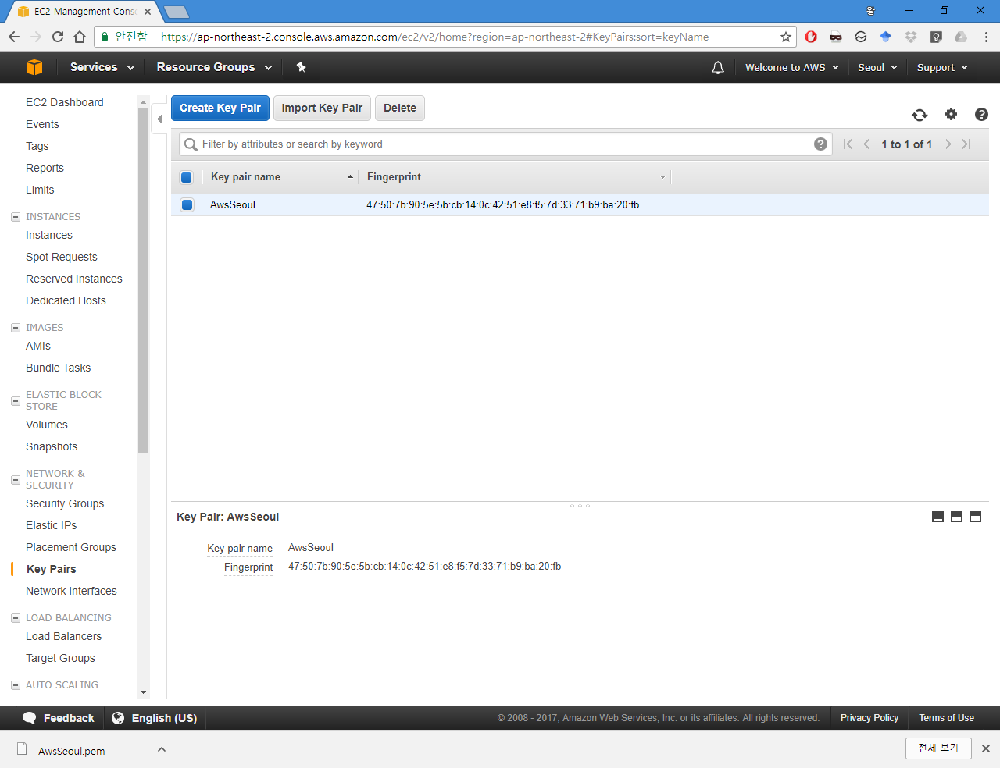 EC2 Management Consc
왕
안전함
https://ap-northeast-2.console.aws.amazon.com/ec2/v2/home?region=ap-northeast-2#KeyPairs:sort=keyName
Services
Resource Groups
Welcome to AWS
Seoul
Support
EC2 Dashboard
Events
Tags
Reports
Limits
INSTANCES
Instances
Spot Requests
Reserved Instances
Dedicated Hosts
IMAGES
AMIs
Bundle Tasks
ELASTIC BLOCK
STORE
Volumes
Snapshots
NETWORK &
SECURITY
Security Groups
Elastic IPs
Placement Groups
Key Pairs
Network Interfaces
LOAD BALANCING
Load Balancers
Target Groups
AUTO SCALING
Create Key Pair
Import Key Pair
Delete
Filter by attributes or search by keyword
1 to 1 of 1
Key pair name
Fingerprint
AwsSeoul
47:50:7b:90:5e:5b:cb:14:0c:42:51:e8:f5:7d:33:71:b9:ba:20:fb
Key Pair: AwsSeoul
Key pair name
AwsSeoul
Fingerprint
47:50:7b:90:5e:5b:cb:14:0c:42:51:e8:f5:7d:33:71:b9:ba:20:fb
Feedback
English (US)
© 2008 - 2017, Amazon Web Services, Inc. or its affiliates. All rights reserved.
Privacy Policy
Terms of Use
AwsSeoul.pem
전체 보기